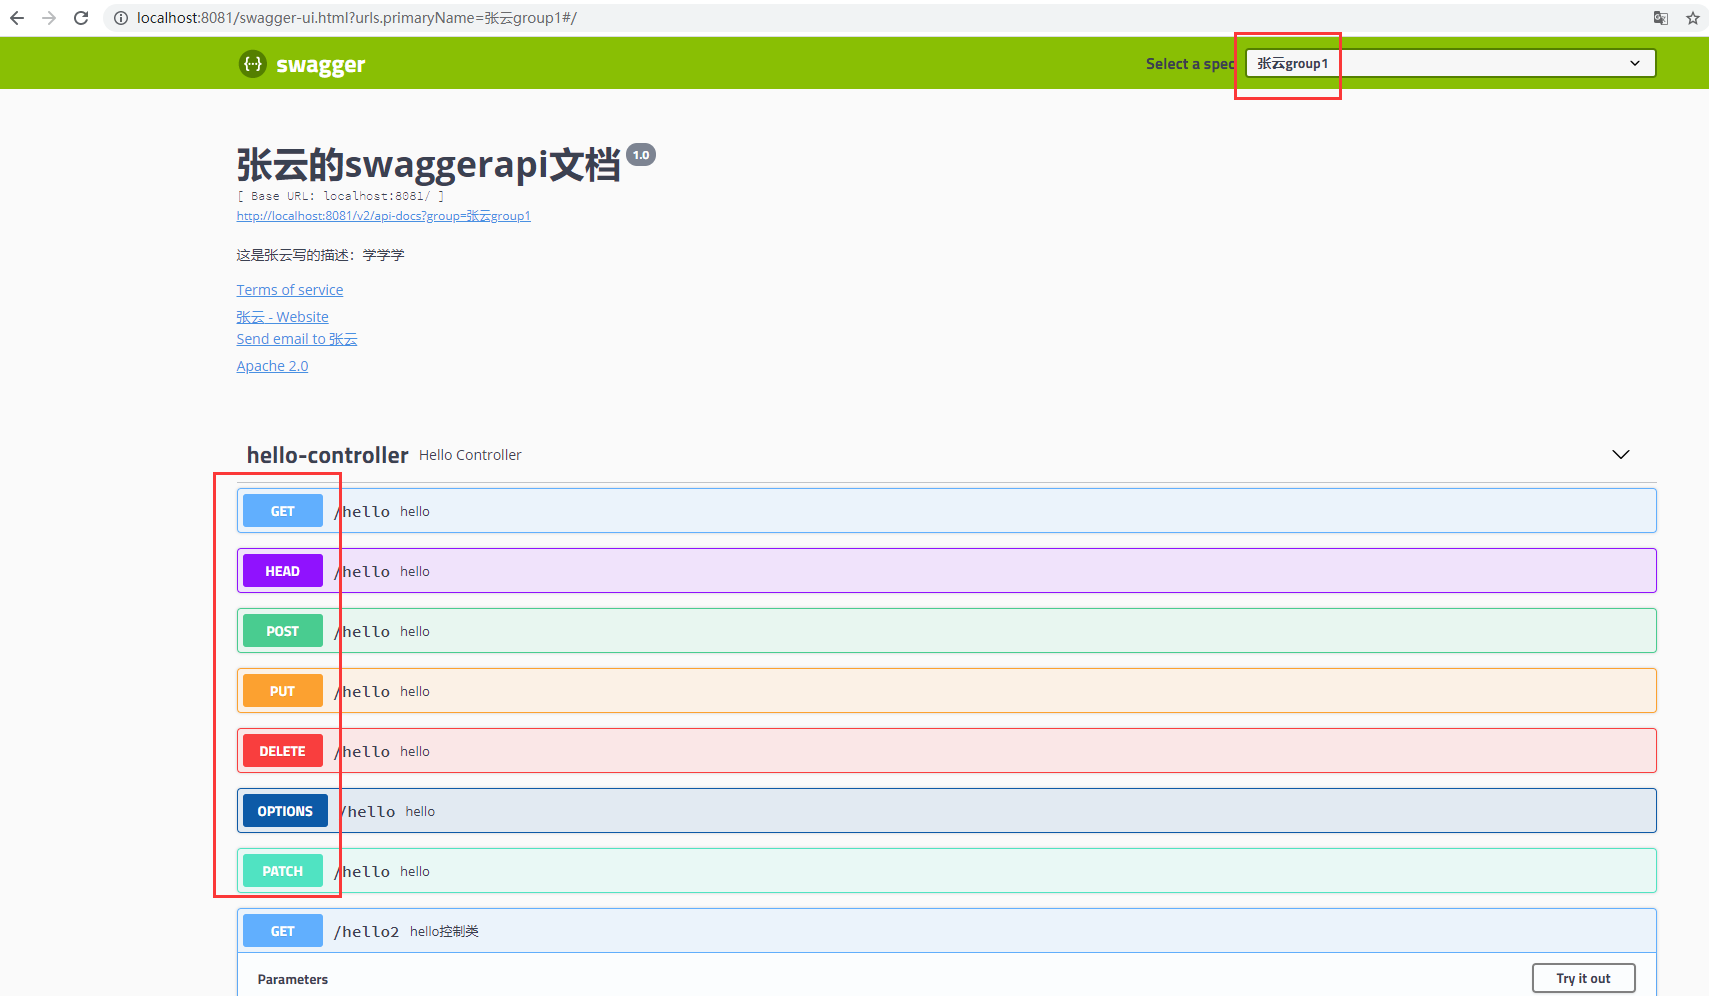 localhost:8081/swagger-ui.html?urls.primaryName=张云group1#/
swagger
Select a spec
张云group1
张云的swaggerapi文档 1.0
[ Base URL: localhost:8081/ ]
http://localhost:8081/v2/api-docs?group=张云group1
这是张云写的描述：学学学
Terms of service
张云 - Website
Send email to 张云
Apache 2.0
hello-controller Hello Controller
GET /hello hello
HEAD /hello hello
POST /hello hello
PUT /hello hello
DELETE /hello hello
OPTIONS /hello hello
PATCH /hello hello
GET /hello2 hello控制类
Parameters Try it out